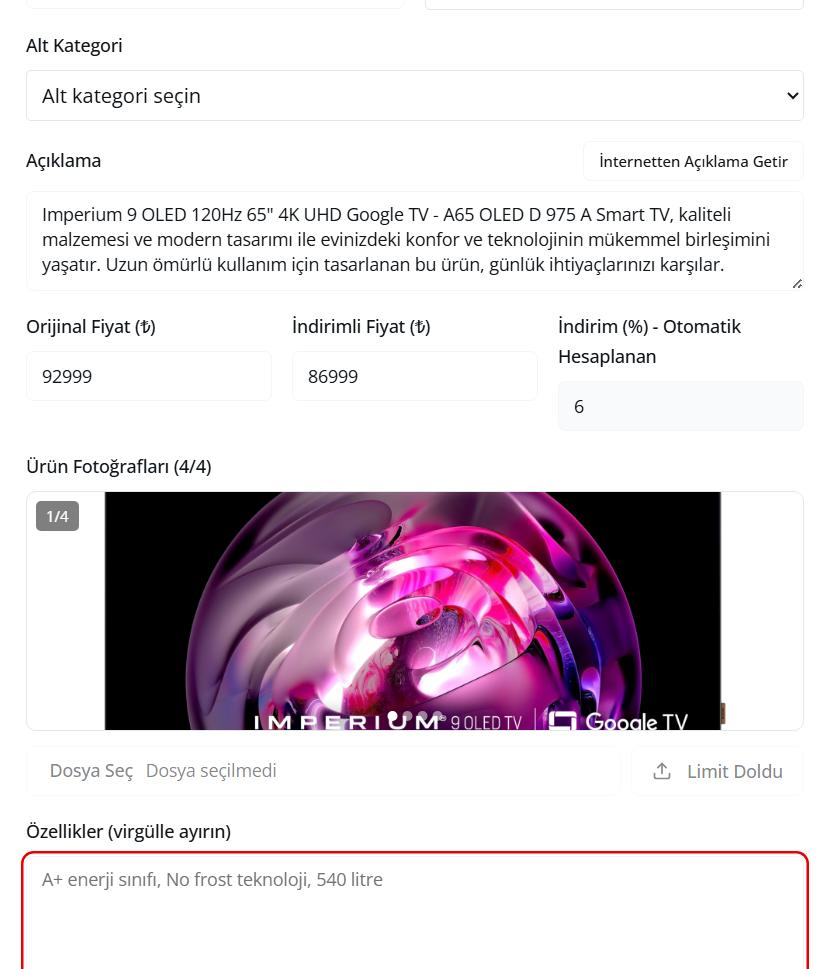 Alt Kategori
Alt kategori seçin
Açıklama
İnternetten Açıklama Getir
Imperium 9 OLED 120Hz 65" 4K UHD Google TV - A65 OLED D 975 A Smart TV, kaliteli
malzemesi ve modern tasarımı ile evinizdeki konfor ve teknolojinin mükemmel birleşimini
yaşatır. Uzun ömürlü kullanım için tasarlanan bu ürün, günlük ihtiyaçlarınızı karşılar.
Orijinal Fiyat (₺)
92999
İndirimli Fiyat (₺)
86999
İndirim (%) - Otomatik
Hesaplanan
6
Ürün Fotoğrafları (4/4)
1/4
IMPERIUM® 9 OLED TV
Google TV
Dosya Seç Dosya seçilmedi
Limit Doldu
Özellikler (virgülle ayırın)
A+ enerji sınıfı, No frost teknoloji, 540 litre